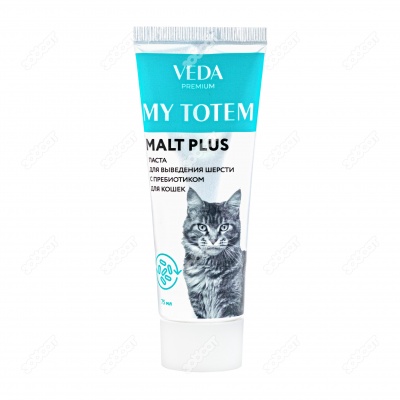 VEDA
PREMIUM
MY TOTEM
MALT PLUS
ПАСТА
ДЛЯ ВЫВЕДЕНИЯ ШЕРСТИ
С ПРЕБИОТИКОМ
ДЛЯ КОШЕК
75 мл